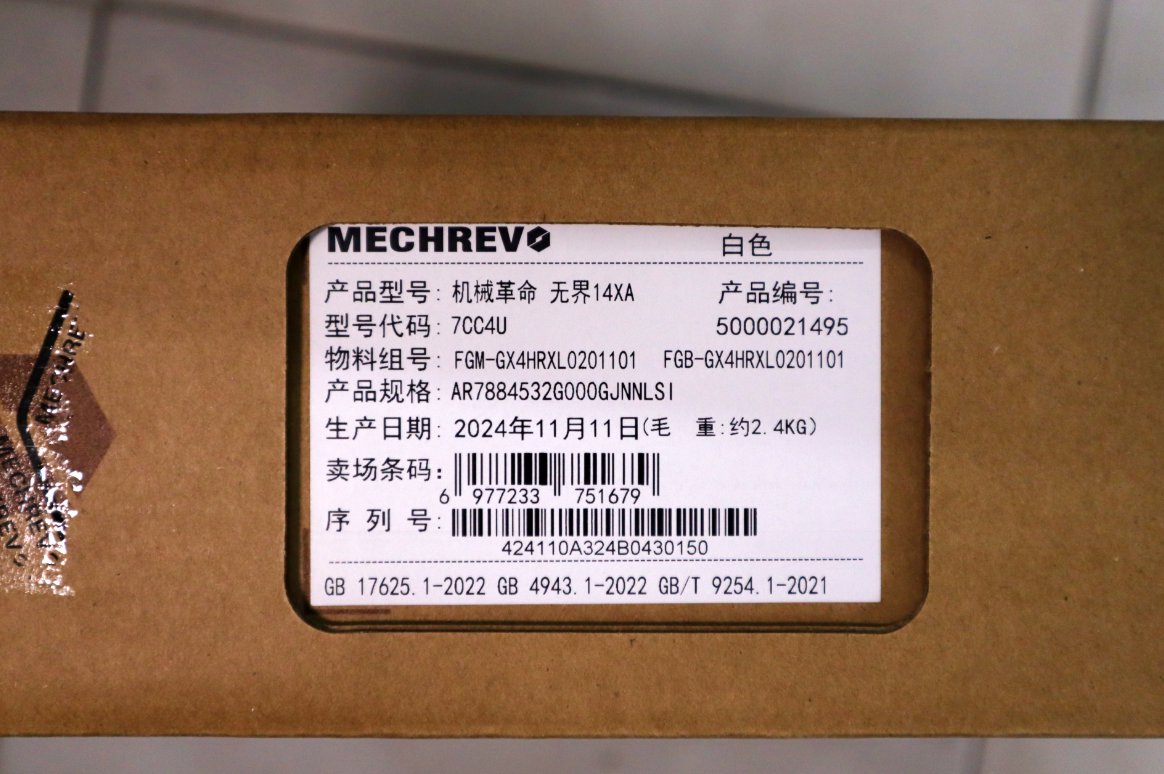 MECHREVO 白色
产品型号: 机械革命 无界14XA 产品编号:
型号代码: 7CC4U 5000021495
物料组号: FGM-GX4HRXL0201101 FGB-GX4HRXL0201101
产品规格: AR7884532G000GJNNLSI
生产日期: 2024年11月11日(毛 重:约2.4KG)
卖场条码:
6 977233 751679
序 列 号:
424110A324B0430150
GB 17625.1-2022 GB 4943.1-2022 GB/T 9254.1-2021
MECHREV